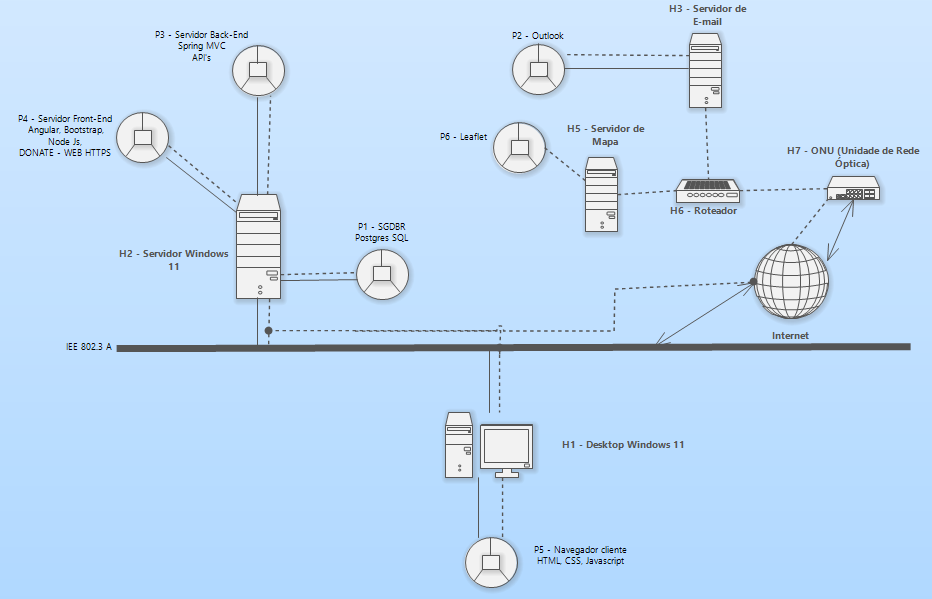 H3 - Servidor de
E-mail
P3 - Servidor Back-End
Spring MVC
API's
P2 - Outlook
P4 - Servidor Front-End
Angular, Bootstrap,
Node Js,
DONATE - WEB HTTPS
P6 - Leaflet
H5 - Servidor de
Mapa
H7 - ONU (Unidade de Rede
Óptica)
H6 - Roteador
P1 - SGDBR
Postgres SQL
H2 - Servidor Windows
11
Internet
IEE 802.3 A
H1 - Desktop Windows 11
P5 - Navegador cliente
HTML, CSS, Javascript